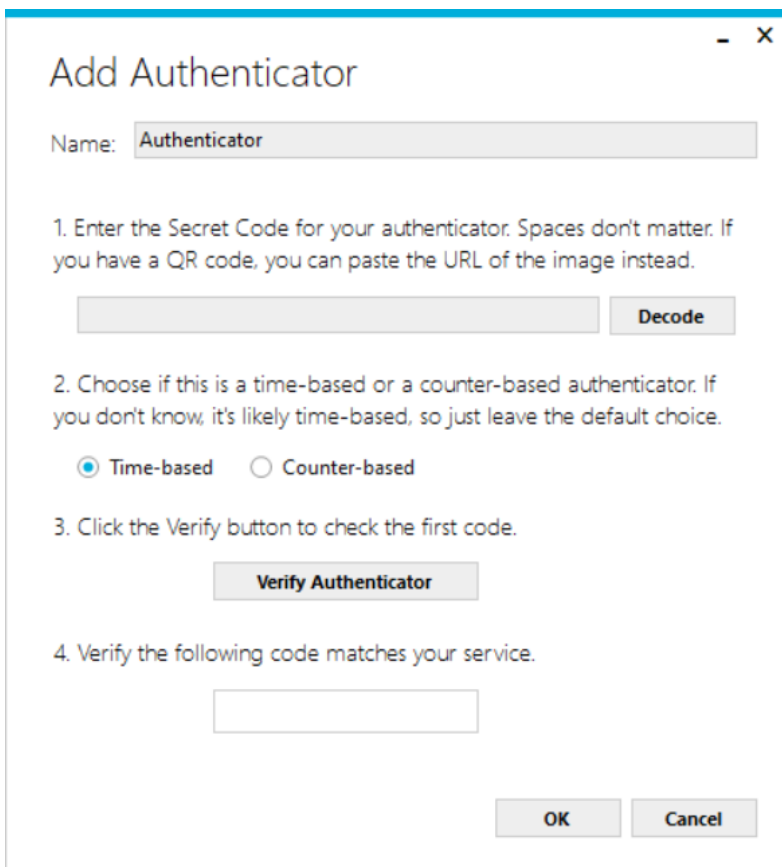 Add Authenticator
Name: Authenticator
1. Enter the Secret Code for your authenticator. Spaces don't matter. If
you have a QR code, you can paste the URL of the image instead.
Decode
2. Choose if this is a time-based or a counter-based authenticator. If
you don't know, it's likely time-based, so just leave the default choice.
Time-based Counter-based
3. Click the Verify button to check the first code.
Verify Authenticator
4. Verify the following code matches your service.
OK Cancel